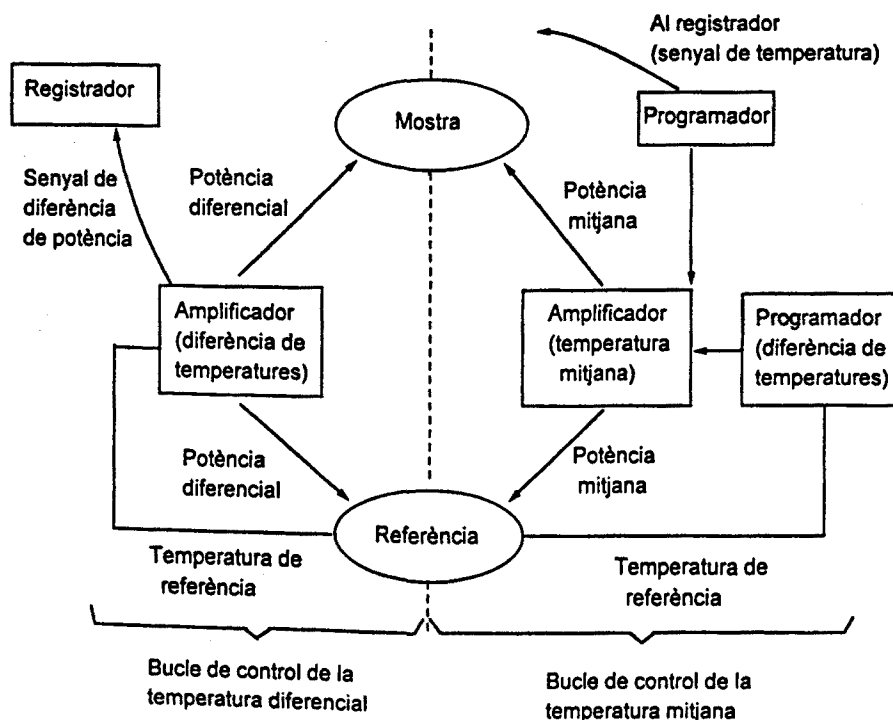 Al registrador
(senyal de temperatura)
Registrador
Mostra
Programador
Senyal de
diferència
de potència
Potència
diferencial
Potència
mitjana
Amplificador
(diferència de
temperatures)
Amplificador
(temperatura
mitjana)
Programador
(diferència de
temperatures)
Potència
diferencial
Potència
mitjana
Referència
Temperatura de
referència
Temperatura de
referència
Bucle de control de la
temperatura diferencial
Bucle de control de la
temperatura mitjana